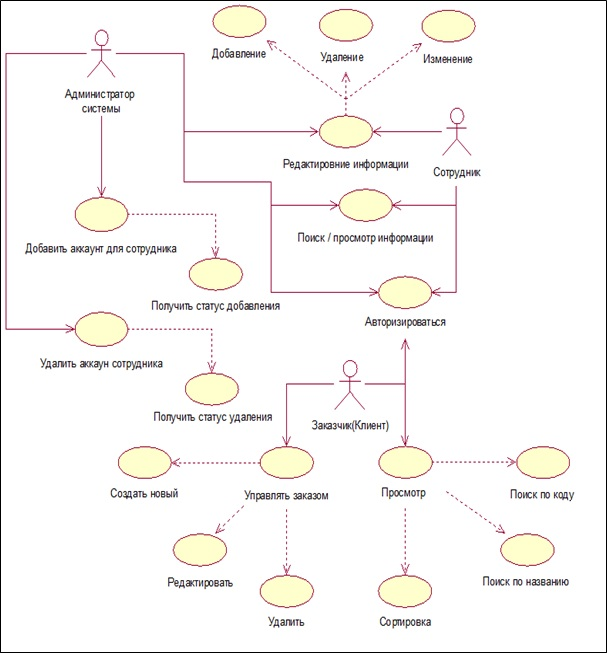 Добавление
Удаление
Изменение
Администратор
системы
Редактировние информации
Сотрудник
Добавить аккаунт для сотрудника
Поиск / просмотр информации
Получить статус добавления
Авторизироваться
Удалить аккаун сотрудника
Получить статус удаления
Заказчик(Клиент)
Создать новый
Управлять заказом
Просмотр
Поиск по коду
Редактировать
Поиск по названию
Удалить
Сортировка